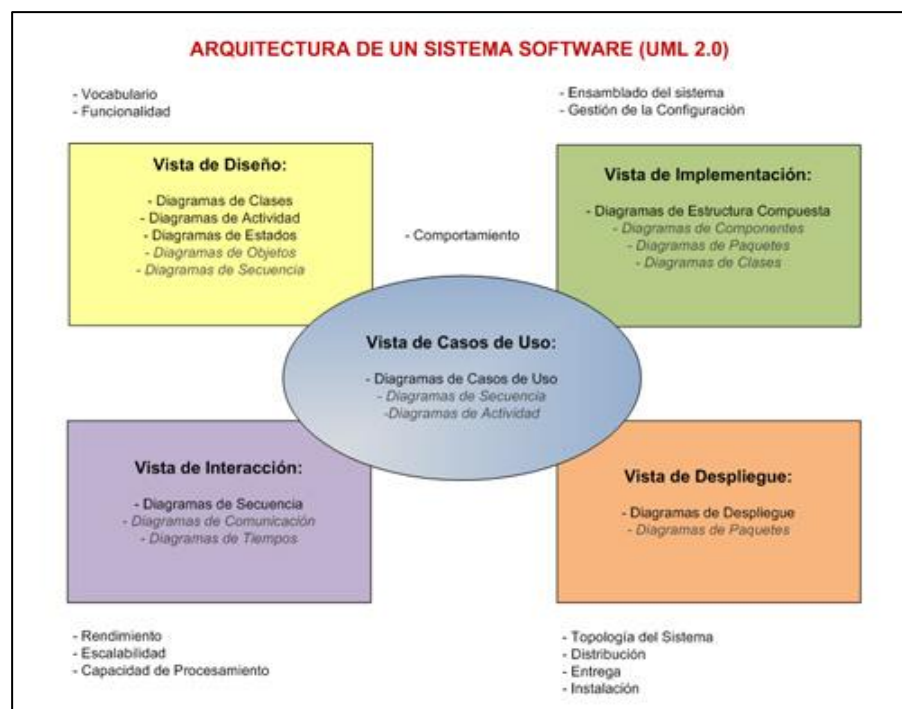 ARQUITECTURA DE UN SISTEMA SOFTWARE (UML 2.0)
- Vocabulario
- Funcionalidad
- Ensamblado del sistema
- Gestión de la Configuración
Vista de Diseño:
- Diagramas de Clases
- Diagramas de Actividad
- Diagramas de Estados
- Diagramas de Objetos
- Diagramas de Secuencia
- Comportamiento
Vista de Implementación:
- Diagramas de Estructura Compuesta
- Diagramas de Componentes
- Diagramas de Paquetes
- Diagramas de Clases
Vista de Casos de Uso:
- Diagramas de Casos de Uso
- Diagramas de Secuencia
-Diagramas de Actividad
Vista de Interacción:
- Diagramas de Secuencia
- Diagramas de Comunicación
- Diagramas de Tiempos
Vista de Despliegue:
- Diagramas de Despliegue
- Diagramas de Paquetes
- Rendimiento
- Escalabilidad
- Capacidad de Procesamiento
- Topología del Sistema
- Distribución
- Entrega
- Instalación